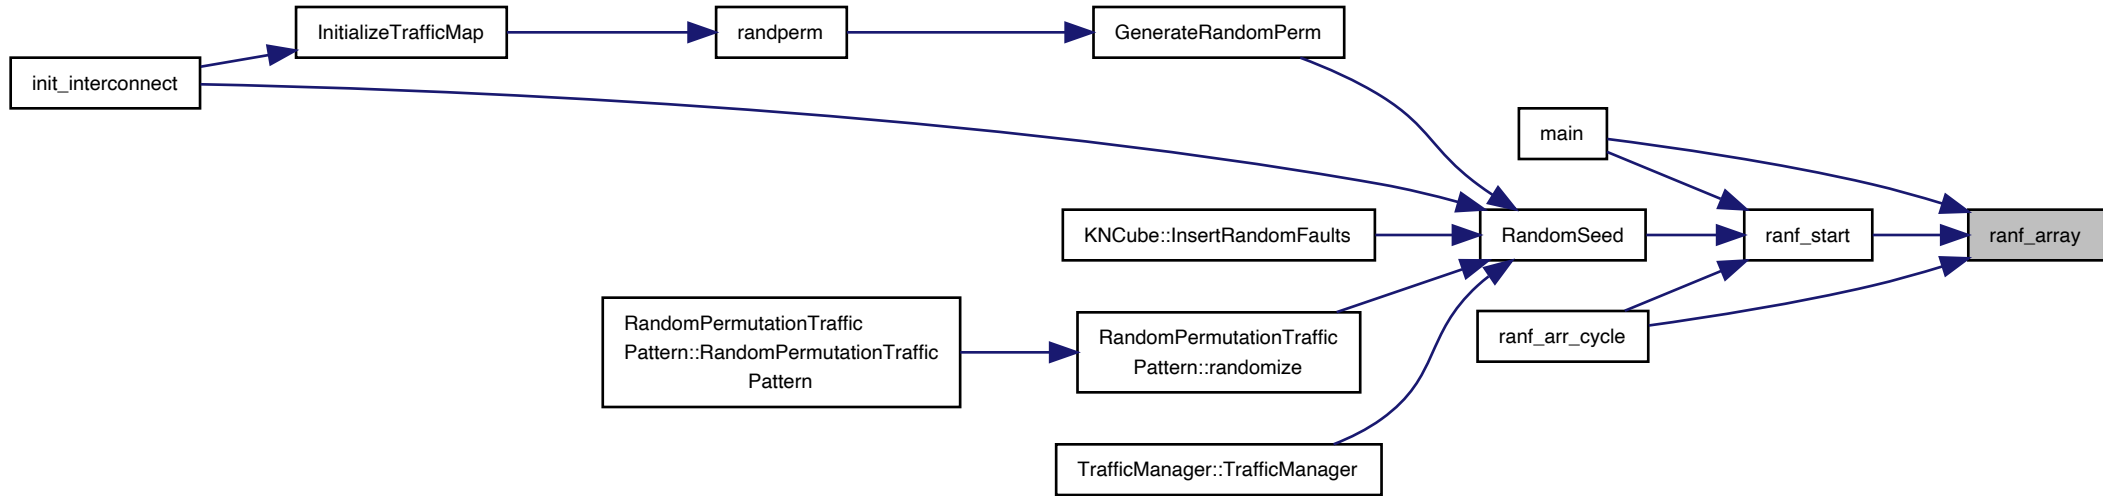 InitializeTrafficMap
randperm
GenerateRandomPerm
init_interconnect
main
KNCube::InsertRandomFaults
RandomSeed
ranf_start
ranf_array
RandomPermutationTraffic
Pattern::RandomPermutationTraffic
Pattern
RandomPermutationTraffic
Pattern::randomize
ranf_arr_cycle
TrafficManager::TrafficManager